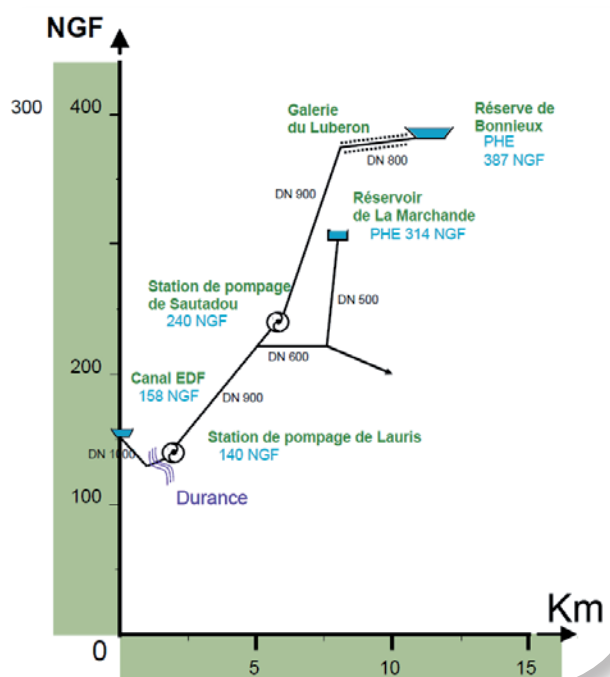 NGF
300
400
Galerie
du Luberon
Réserve de
Bonnieux
PHE
387 NGF
DN 800
DN 900
Réservoir
de La Marchande
PHE 314 NGF
Station de pompage
de Sautadou
240 NGF
DN 500
200
DN 600
Canal EDF
158 NGF
DN 900
Station de pompage de Lauris
140 NGF
DN 1000
Durance
100
Km
0
5
10
15